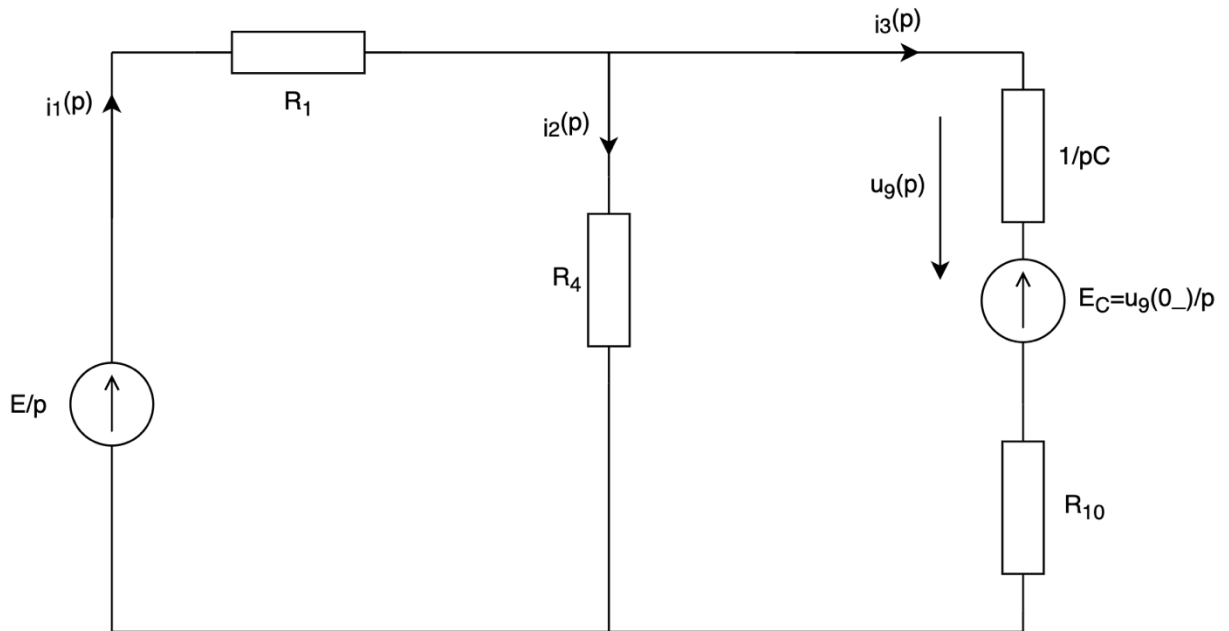 i3(p)
i1(p)
R1
i2(p)
1/pC
u9(p)
R4
EC=u9(0_)/p
E/p
R10